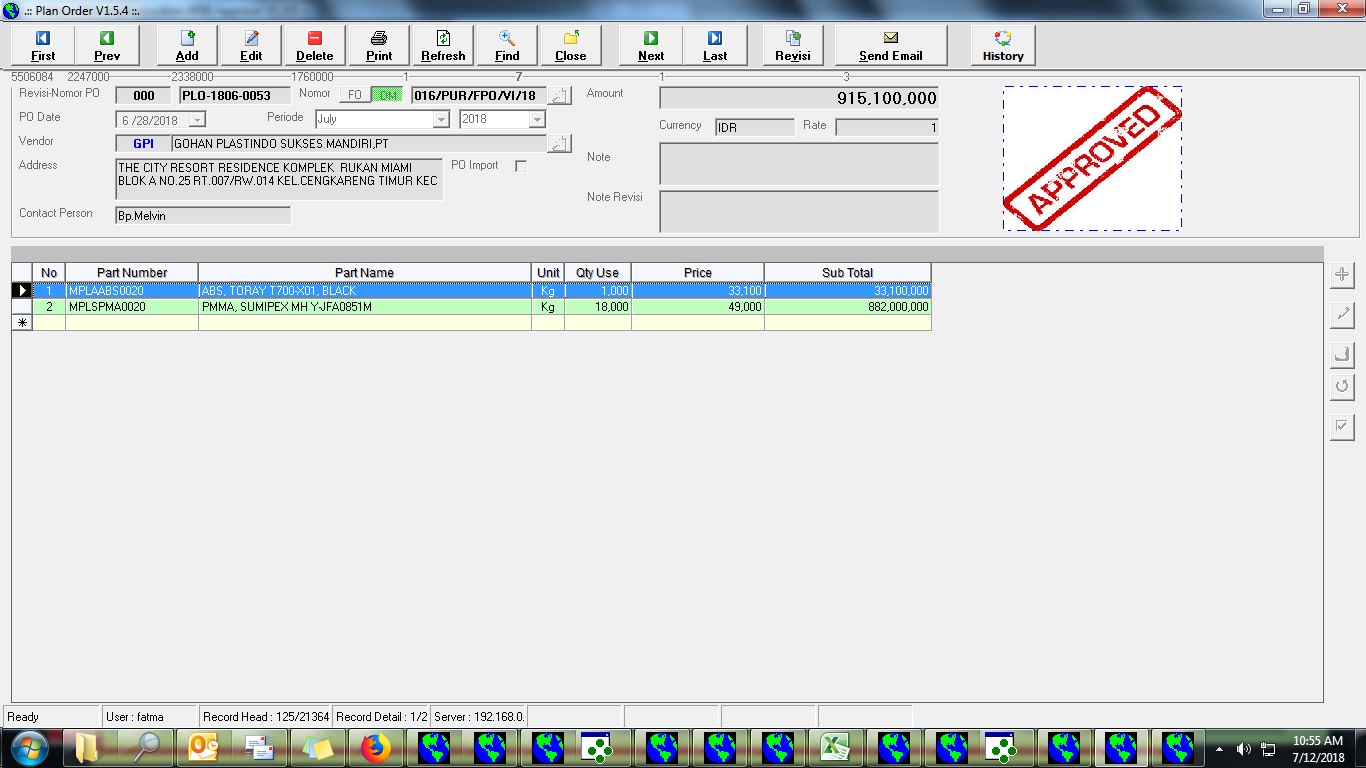 .:: Plan Order V1.5.4 ::.
First Prev Add Edit Delete Print Refresh Find Close Next Last Revisi Send Email History
5506084 2247000 2338000 1760000 1 7 1 3
Revisi-Nomor PO 000 PLO-1806-0053 Nomor FO OM 016/PUR/FPO/VI/18 Amount 915,100,000
PO Date 6 /28/2018 Periode July 2018 Currency IDR Rate 1
Vendor GPI GOHAN PLASTINDO SUKSES MANDIRI,PT Note
Address THE CITY RESORT RESIDENCE KOMPLEK RUKAN MIAMI PO Import
BLOK A NO.25 RT.007/RW.014 KEL.CENGKARENG TIMUR KEC
Note Revisi
Contact Person Bp.Melvin
APPROVED
No Part Number Part Name Unit Qty Use Price Sub Total
1 MPLAABS0020 ABS, TORAY T700-X01, BLACK Kg 1,000 33,100 33,100,000
2 MPLSPMA0020 PMMA, SUMIPEX MH Y-JFA0851M Kg 18,000 49,000 882,000,000
Ready User : fatma Record Head : 125/21364 Record Detail : 1/2 Server : 192.168.0.
10:55 AM
7/12/2018